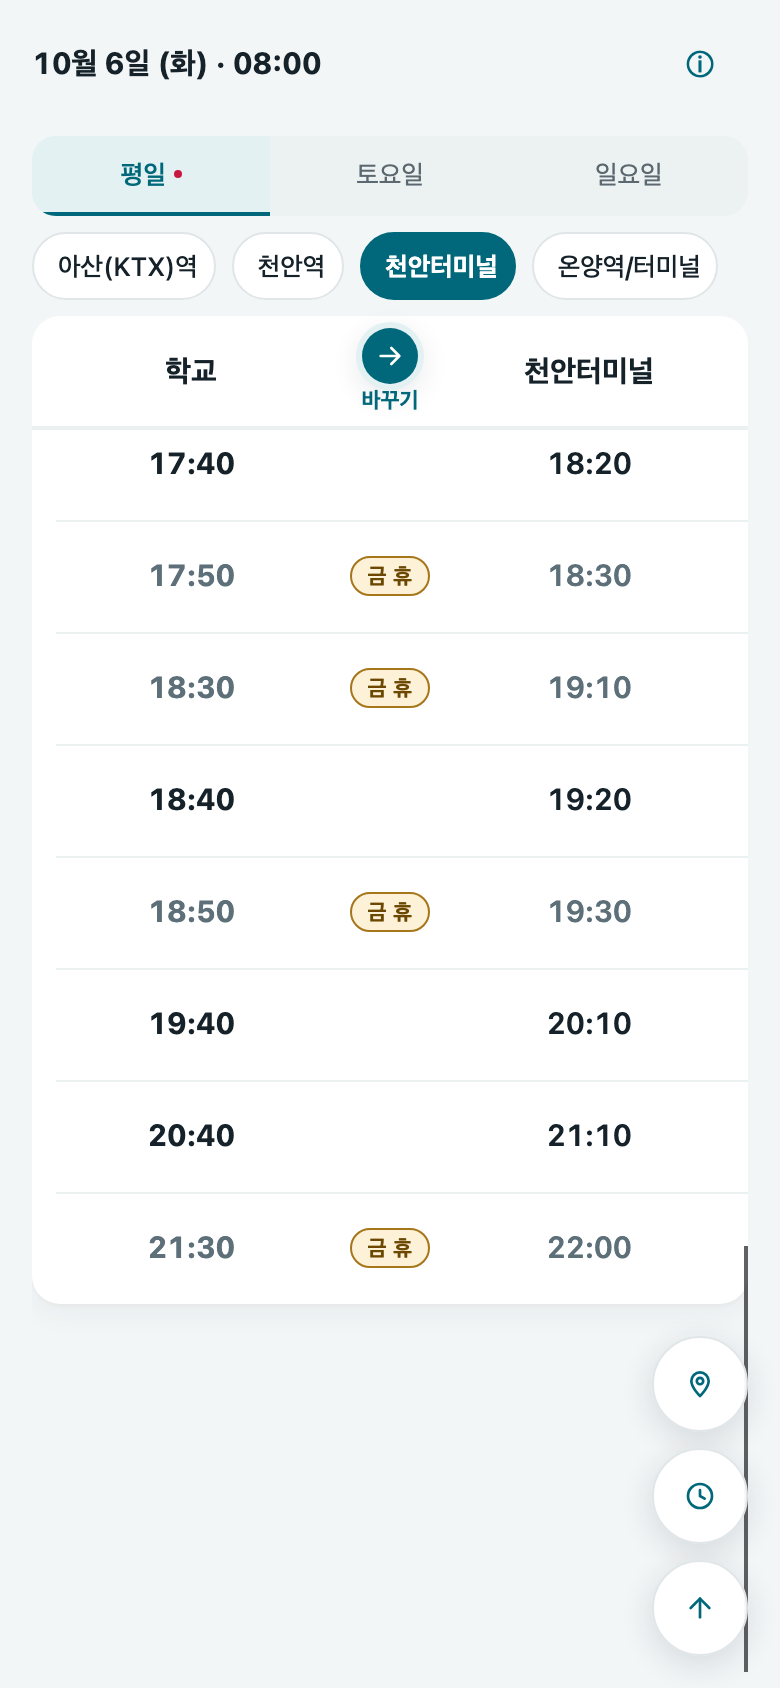 10월 6일 (화) · 08:00
평일 토요일 일요일
아산(KTX)역 천안역 천안터미널 온양역/터미널
학교 바꾸기 천안터미널
17:40 18:20
17:50 금 휴 18:30
18:30 금 휴 19:10
18:40 19:20
18:50 금 휴 19:30
19:40 20:10
20:40 21:10
21:30 금 휴 22:00